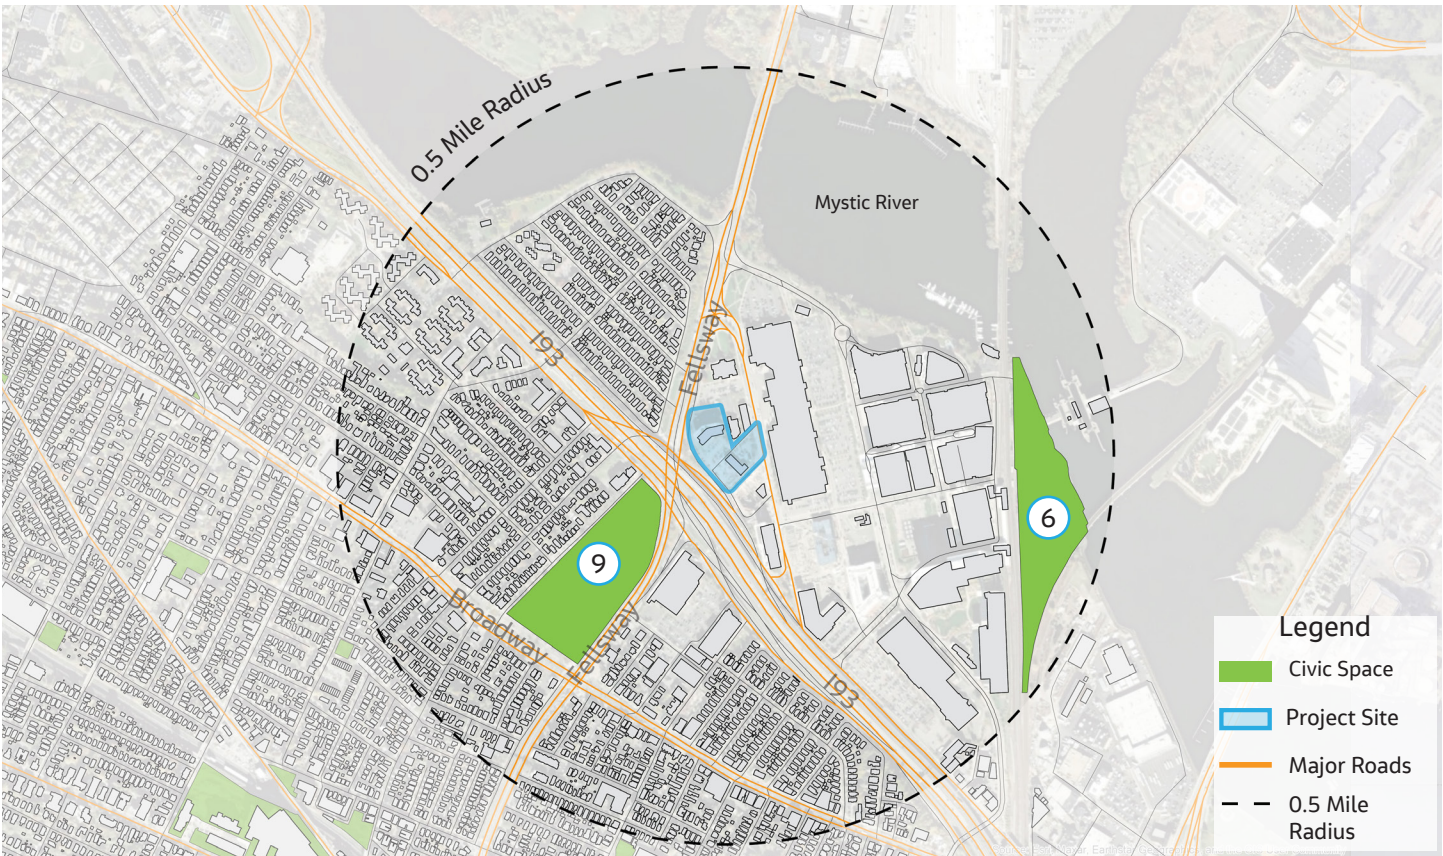 0.5 Mile Radius
Mystic River
I93
Fellsway
6
9
Broadway
Fellsway
I93
Legend
Civic Space
Project Site
Major Roads
0.5 Mile
Radius